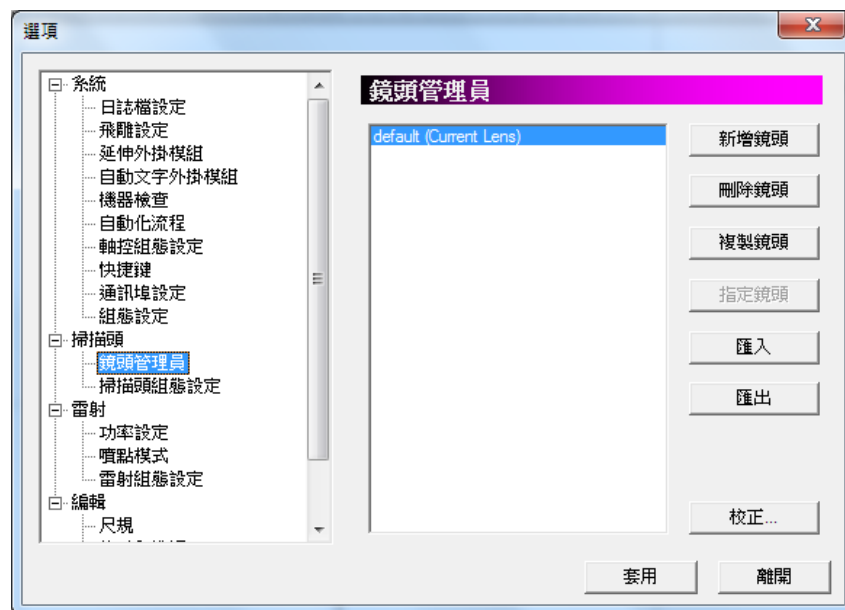 選項
系統
日誌檔設定
飛雕設定
延伸外掛模組
自動文字外掛模組
機器檢查
自動化流程
軸控組態設定
快捷鍵
通訊埠設定
組態設定
掃描頭
鏡頭管理員
掃描頭組態設定
雷射
功率設定
噴點模式
雷射組態設定
編輯
尺規
鏡頭管理員
default (Current Lens)
新增鏡頭
刪除鏡頭
複製鏡頭
指定鏡頭
匯入
匯出
校正...
套用
離開